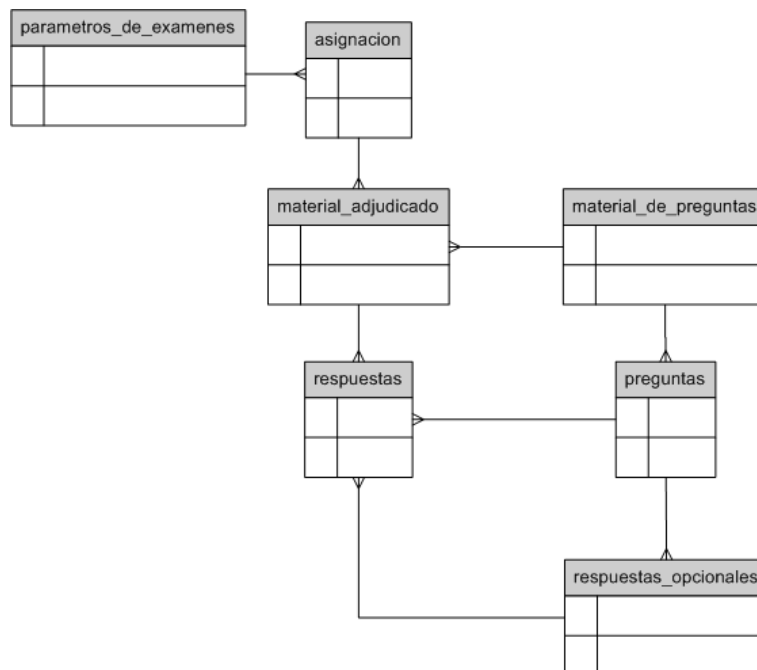 parametros_de_examenes
asignacion
material_adjudicado
material_de_preguntas
respuestas
preguntas
respuestas_opcionales